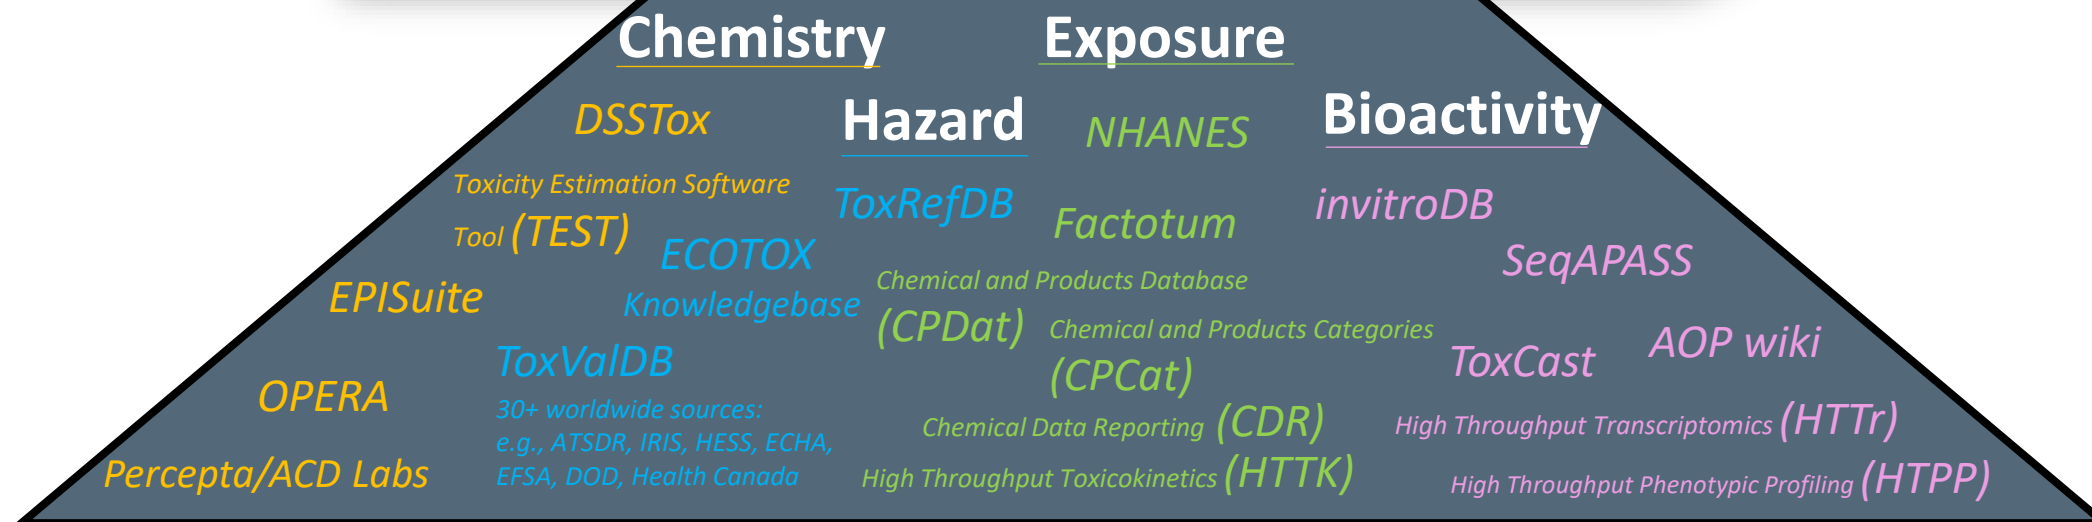 Chemistry
DSSTox
Toxicity Estimation Software
Tool (TEST)
EPISuite
OPERA
Percepta/ACD Labs
Hazard
ToxRefDB
ECOTOX
Knowledgebase
ToxValDB
30+ worldwide sources:
e.g., ATSDR, IRIS, HESS, ECHA,
EFSA, DOD, Health Canada
Exposure
NHANES
Factotum
Chemical and Products Database
(CPDat)
Chemical and Products Categories
(CPCat)
Chemical Data Reporting (CDR)
High Throughput Toxicokinetics (HTTK)
Bioactivity
invitroDB
SeqAPASS
AOP wiki
ToxCast
High Throughput Transcriptomics (HTTr)
High Throughput Phenotypic Profiling (HTPP)